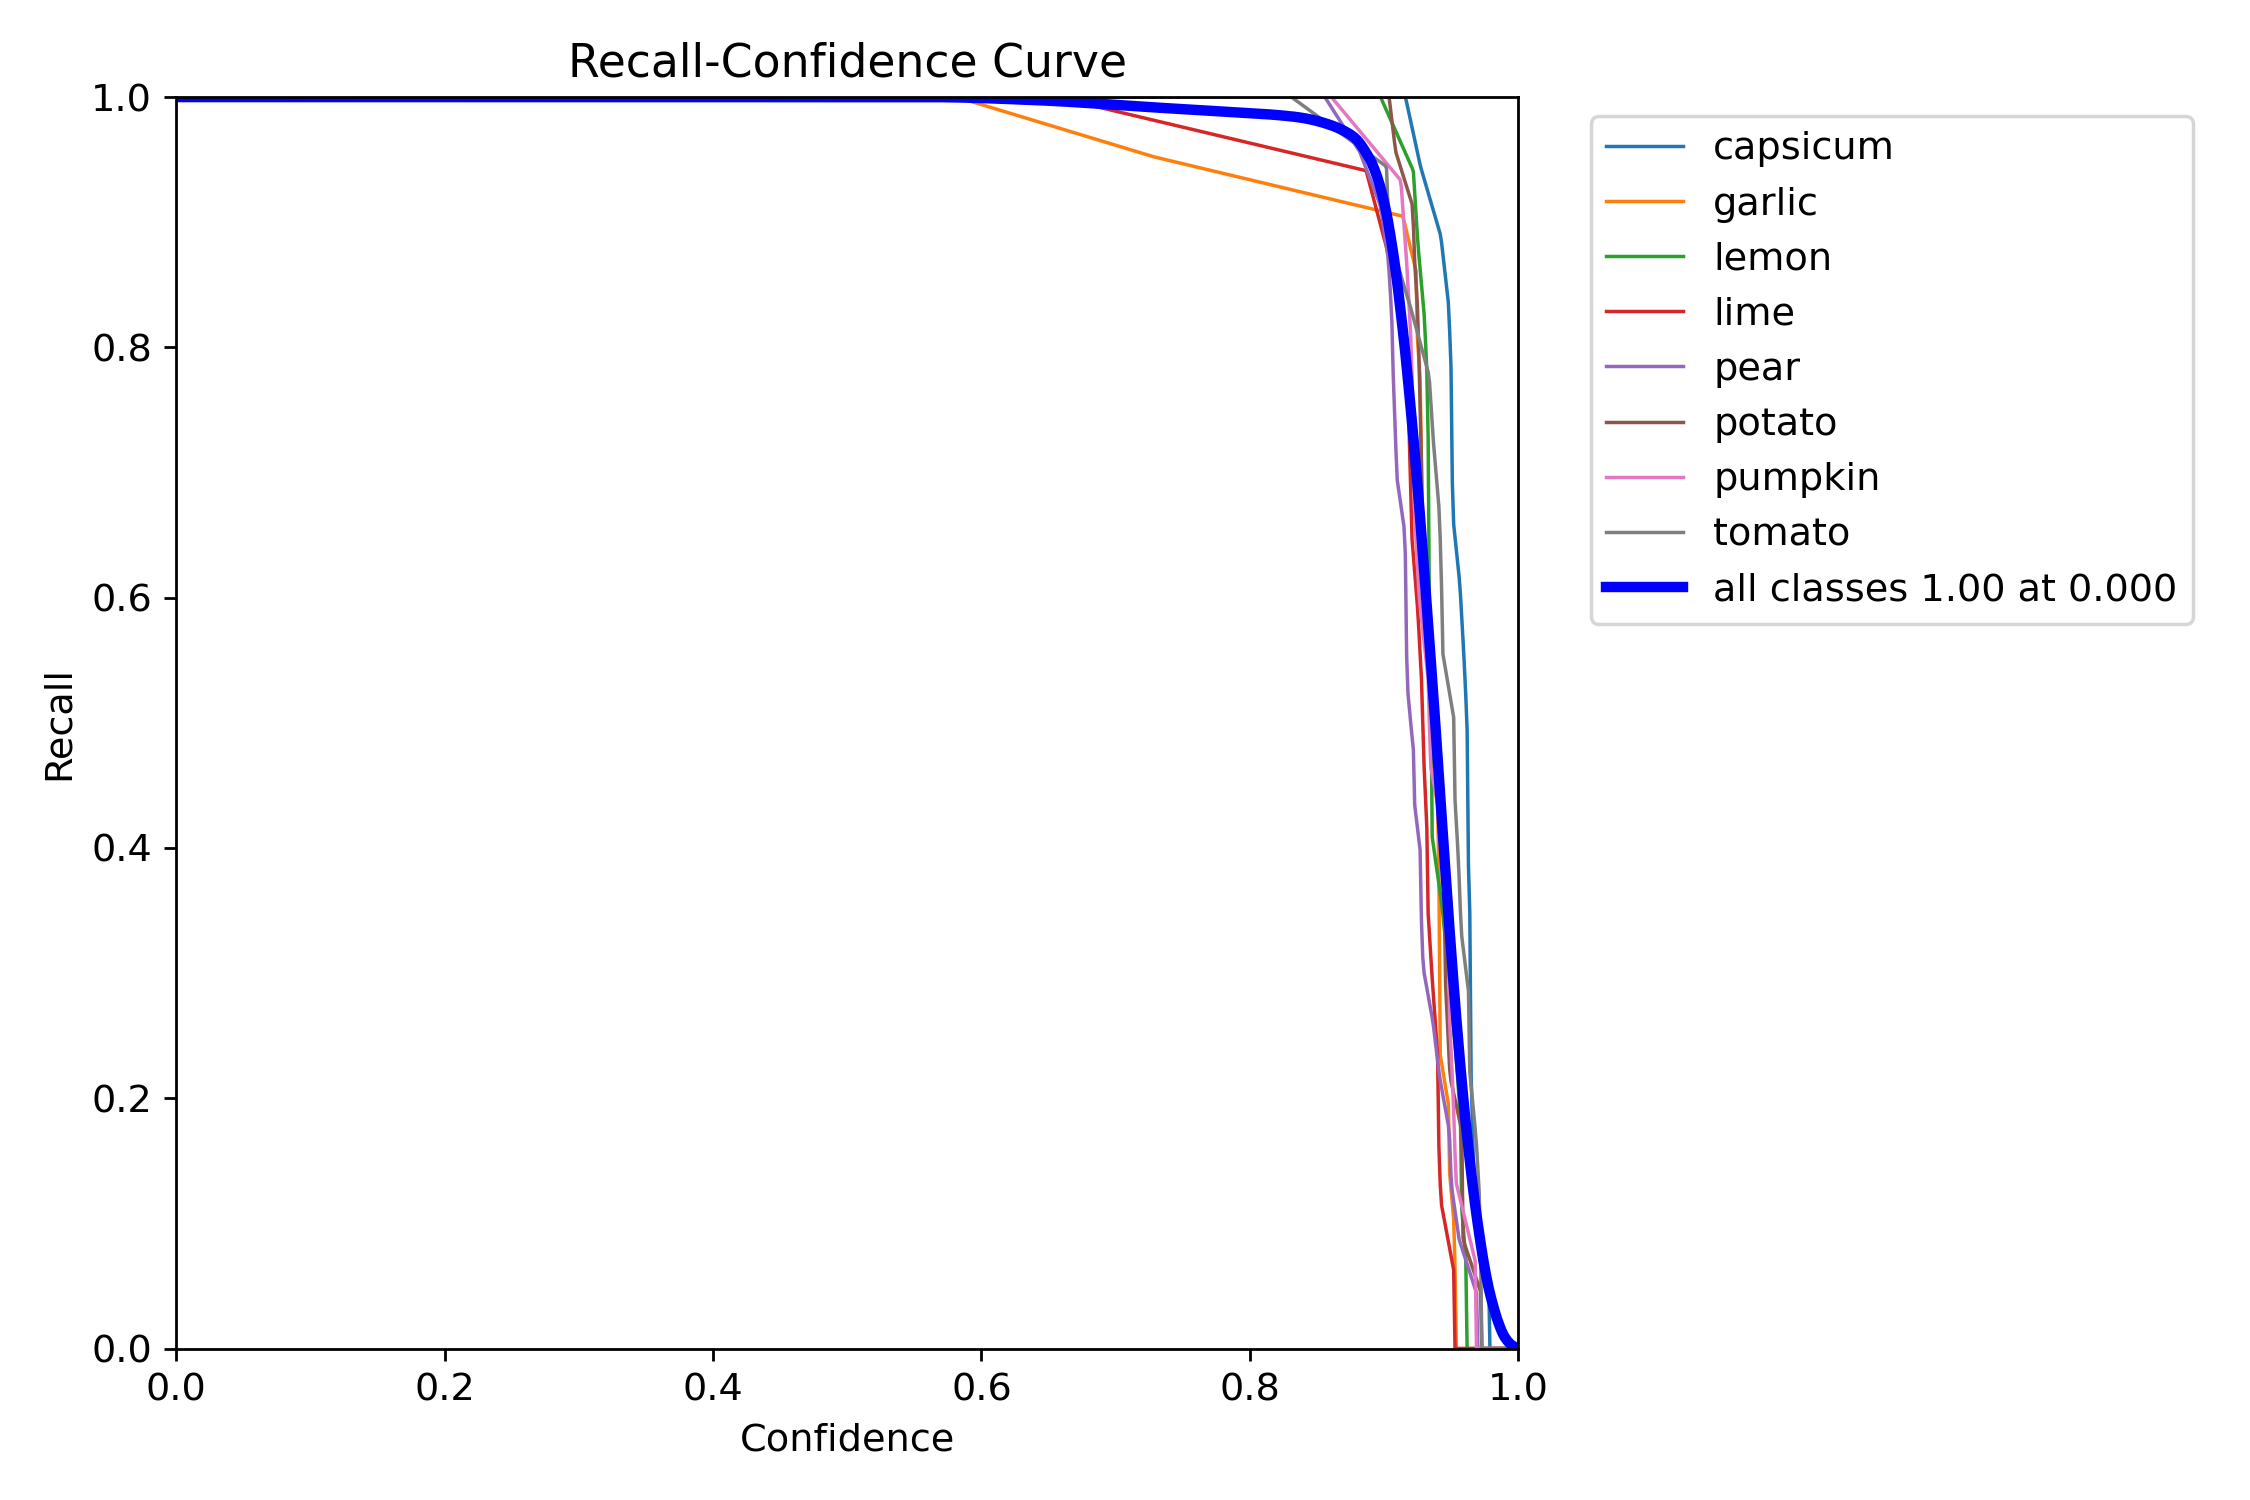 Recall-Confidence Curve
1.0
0.8
0.6
0.4
0.2
0.0
Recall
0.0 0.2 0.4 0.6 0.8 1.0
Confidence
capsicum
garlic
lemon
lime
pear
potato
pumpkin
tomato
all classes 1.00 at 0.000